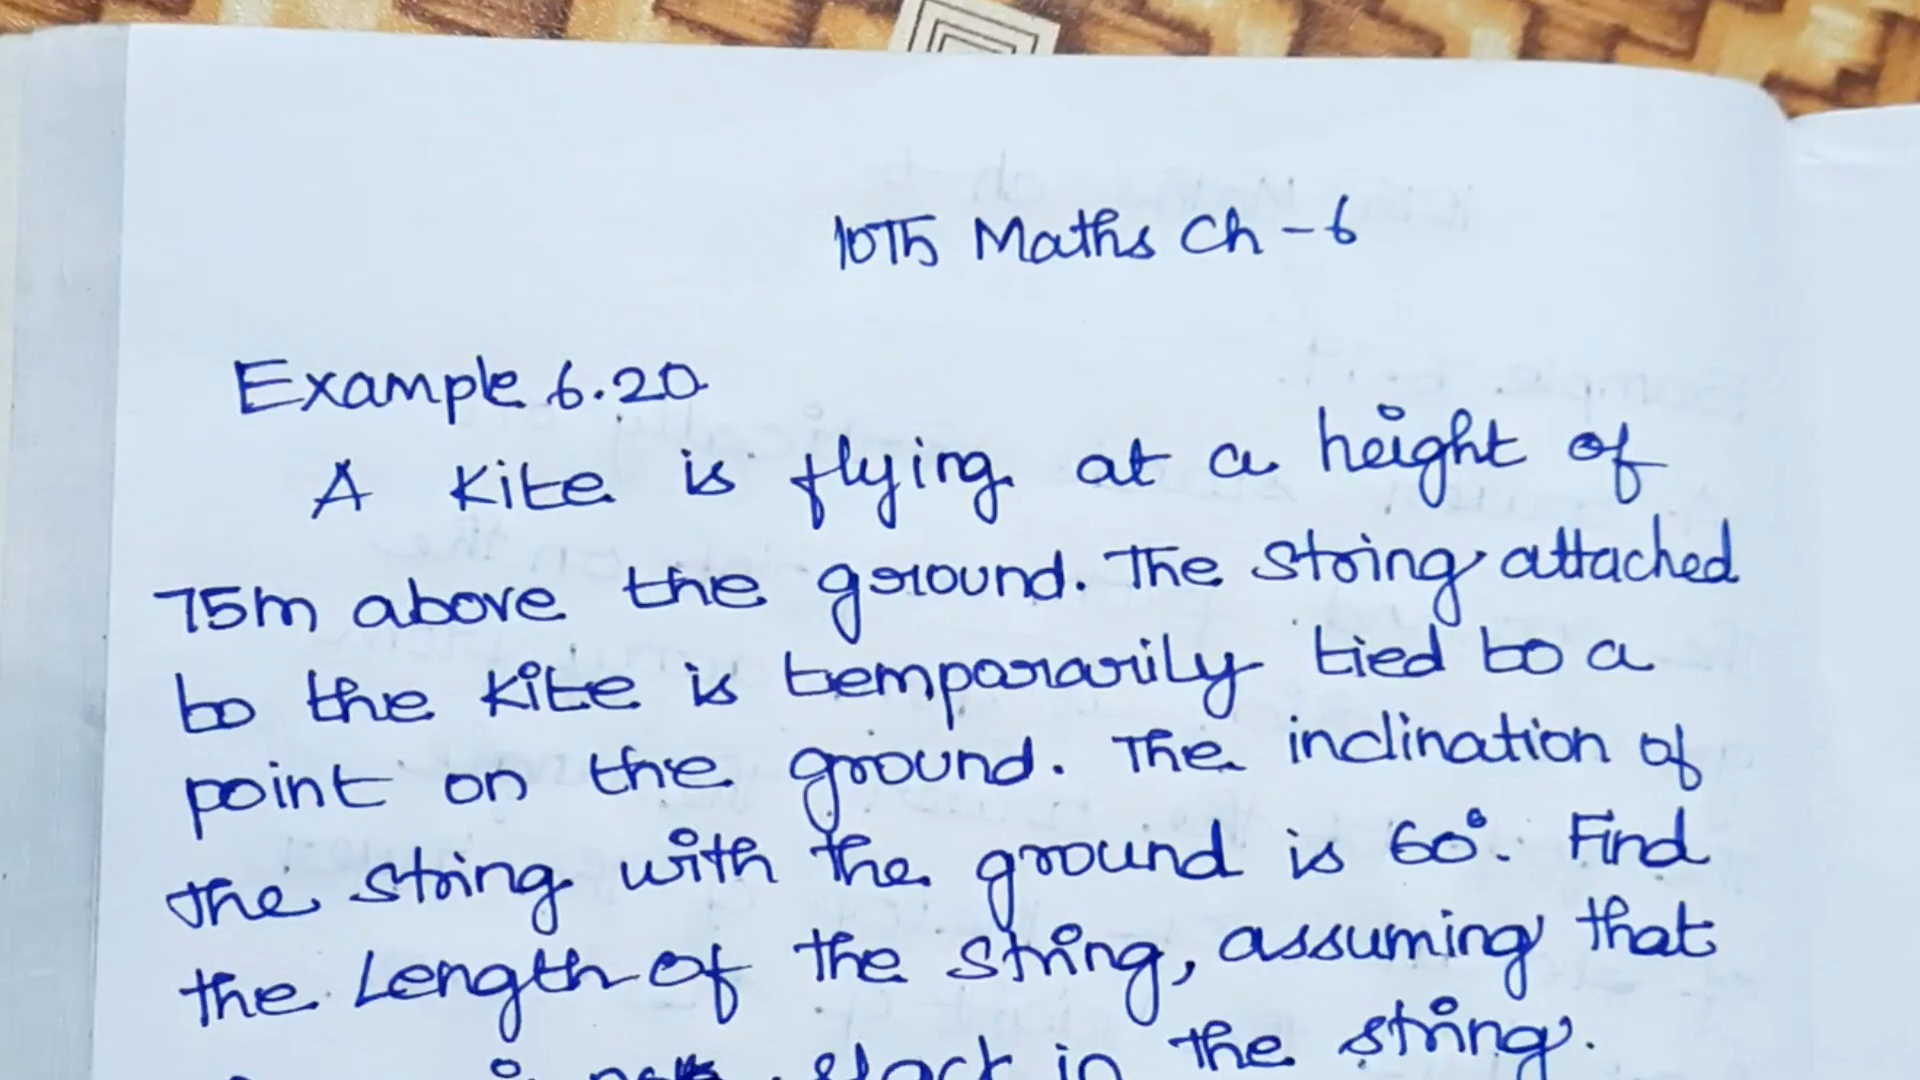 10Th Maths Ch - 6
Example 6.20
A kite is flying at a height of
75m above the ground. The string attached
to the kite is temporarily tied to a
point on the ground. The inclination of
the string with the ground is 60°. Find
the Length of the string, assuming that
slack in the string.